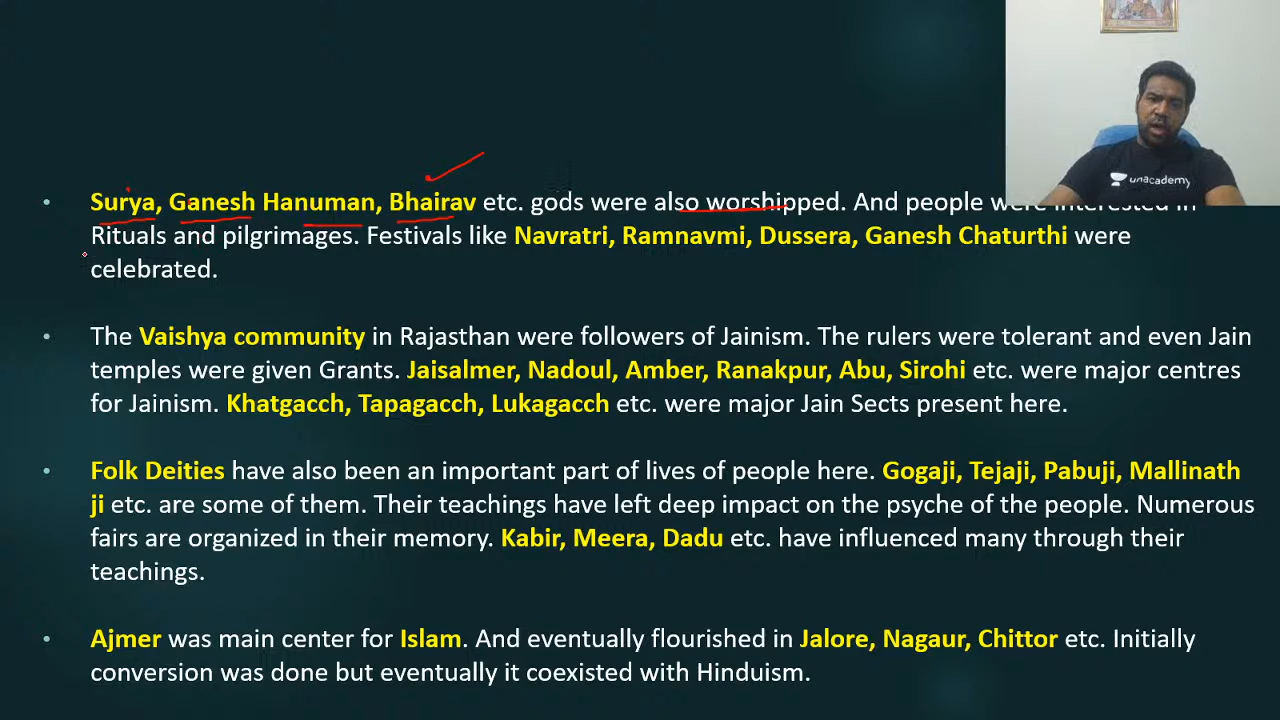 unacademy
Surya, Ganesh Hanuman, Bhairav etc. gods were also worshipped. And people were interested in
Rituals and pilgrimages. Festivals like Navratri, Ramnavmi, Dussera, Ganesh Chaturthi were
celebrated.
The Vaishya community in Rajasthan were followers of Jainism. The rulers were tolerant and even Jain
temples were given Grants. Jaisalmer, Nadoul, Amber, Ranakpur, Abu, Sirohi etc. were major centres
for Jainism. Khatgacch, Tapagacch, Lukagacch etc. were major Jain Sects present here.
Folk Deities have also been an important part of lives of people here. Gogaji, Tejaji, Pabuji, Mallinath
ji etc. are some of them. Their teachings have left deep impact on the psyche of the people. Numerous
fairs are organized in their memory. Kabir, Meera, Dadu etc. have influenced many through their
teachings.
Ajmer was main center for Islam. And eventually flourished in Jalore, Nagaur, Chittor etc. Initially
conversion was done but eventually it coexisted with Hinduism.